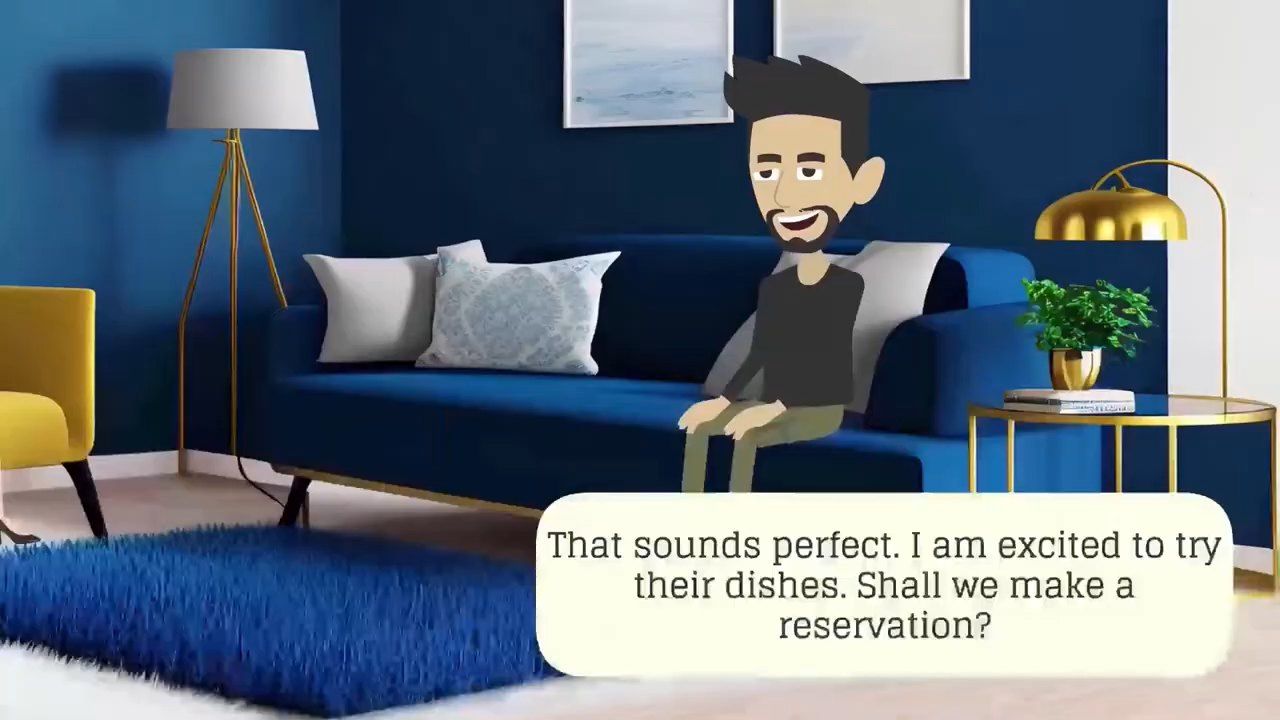 That sounds perfect. I am excited to try
their dishes. Shall we make a
reservation?